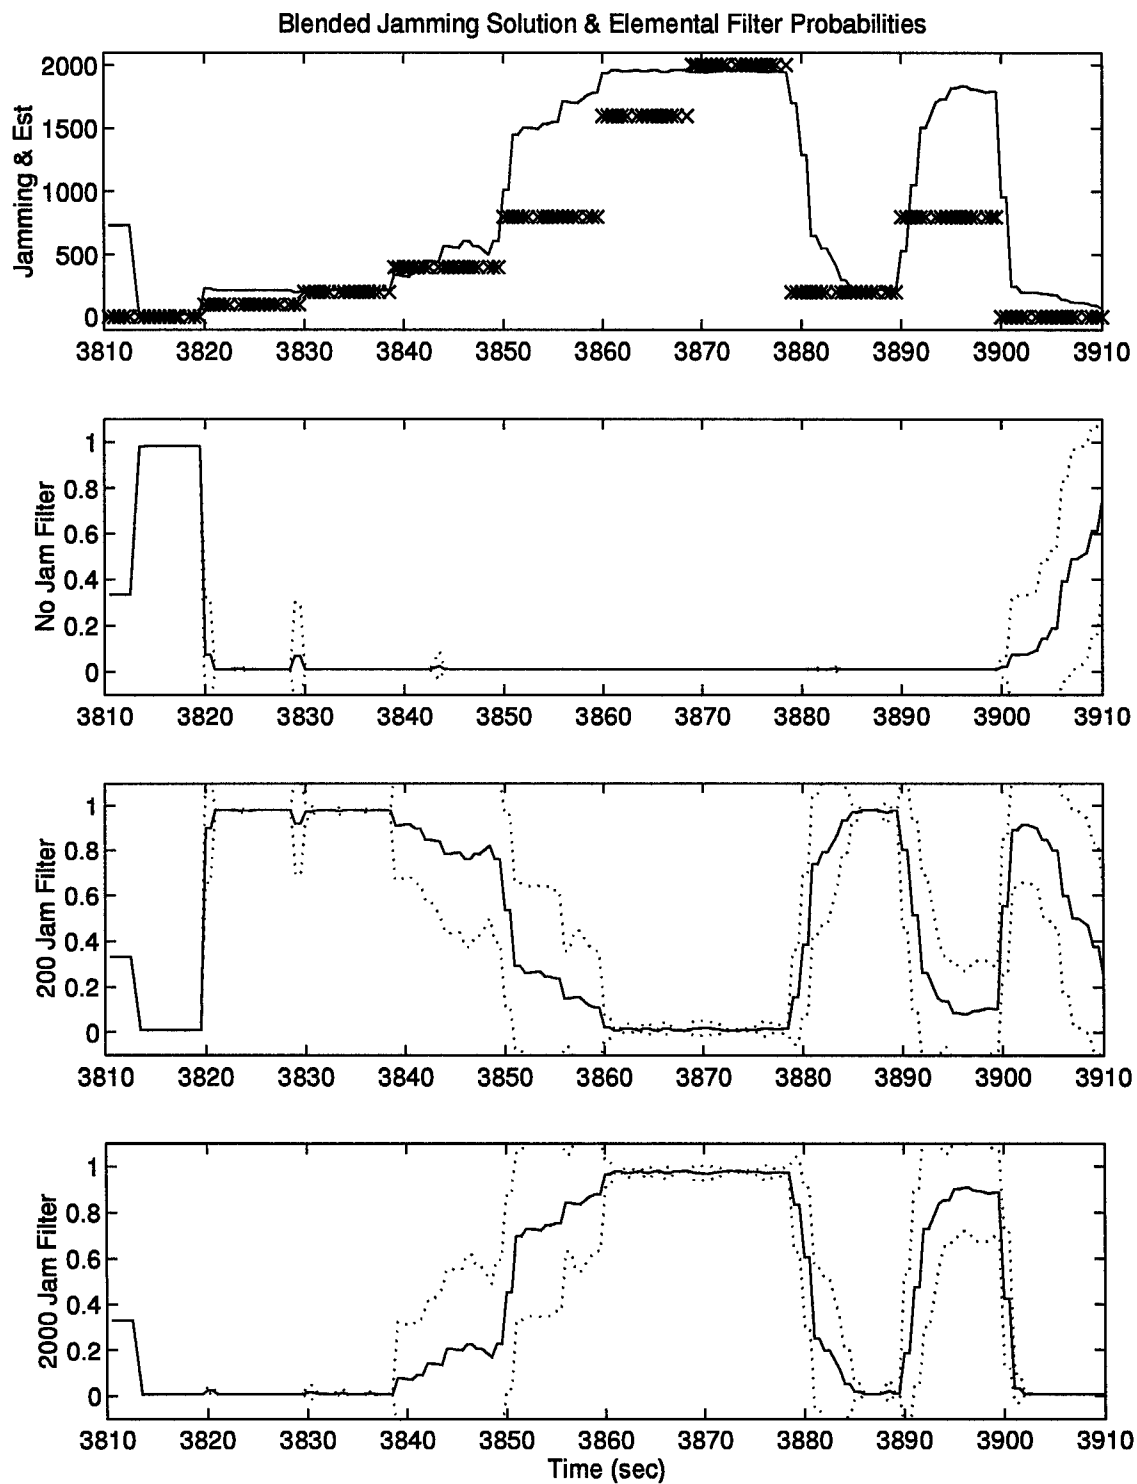 Blended Jamming Solution & Elemental Filter Probabilities
Jamming & Est
2000
1500
1000
500
0
3810 3820 3830 3840 3850 3860 3870 3880 3890 3900 3910
No Jam Filter
1
0.8
0.6
0.4
0.2
0
3810 3820 3830 3840 3850 3860 3870 3880 3890 3900 3910
200 Jam Filter
1
0.8
0.6
0.4
0.2
0
3810 3820 3830 3840 3850 3860 3870 3880 3890 3900 3910
2000 Jam Filter
1
0.8
0.6
0.4
0.2
0
3810 3820 3830 3840 3850 3860 3870 3880 3890 3900 3910
Time (sec)